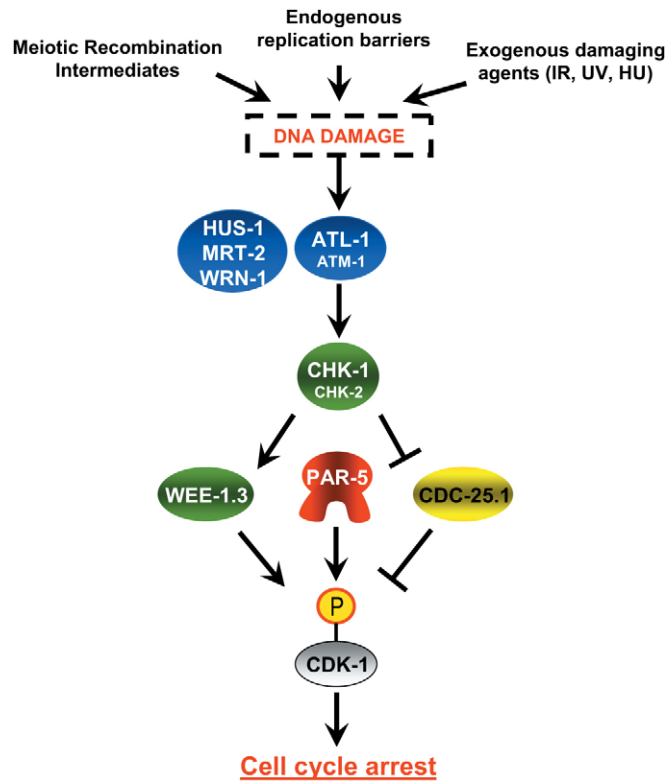 Endogenous
replication barriers
Meiotic Recombination
Intermediates
Exogenous damaging
agents (IR, UV, HU)
DNA DAMAGE
HUS-1
MRT-2
WRN-1
ATL-1
ATM-1
CHK-1
CHK-2
WEE-1.3
PAR-5
CDC-25.1
P
CDK-1
Cell cycle arrest